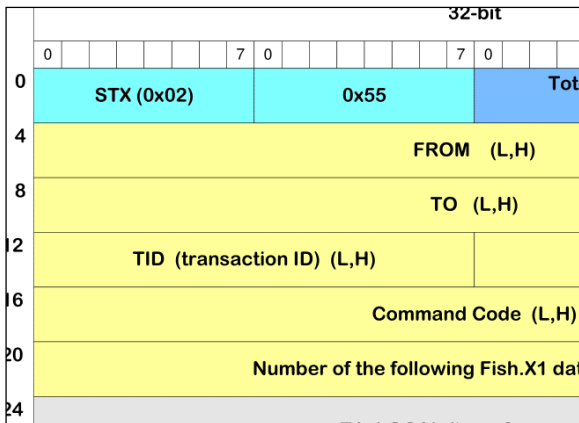 32-bit
0 7 0 7 0
0 STX (0x02) 0x55
4 FROM (L,H)
8 TO (L,H)
12 TID (transaction ID) (L,H)
16 Command Code (L,H)
20 Number of the following Fish.X1
24